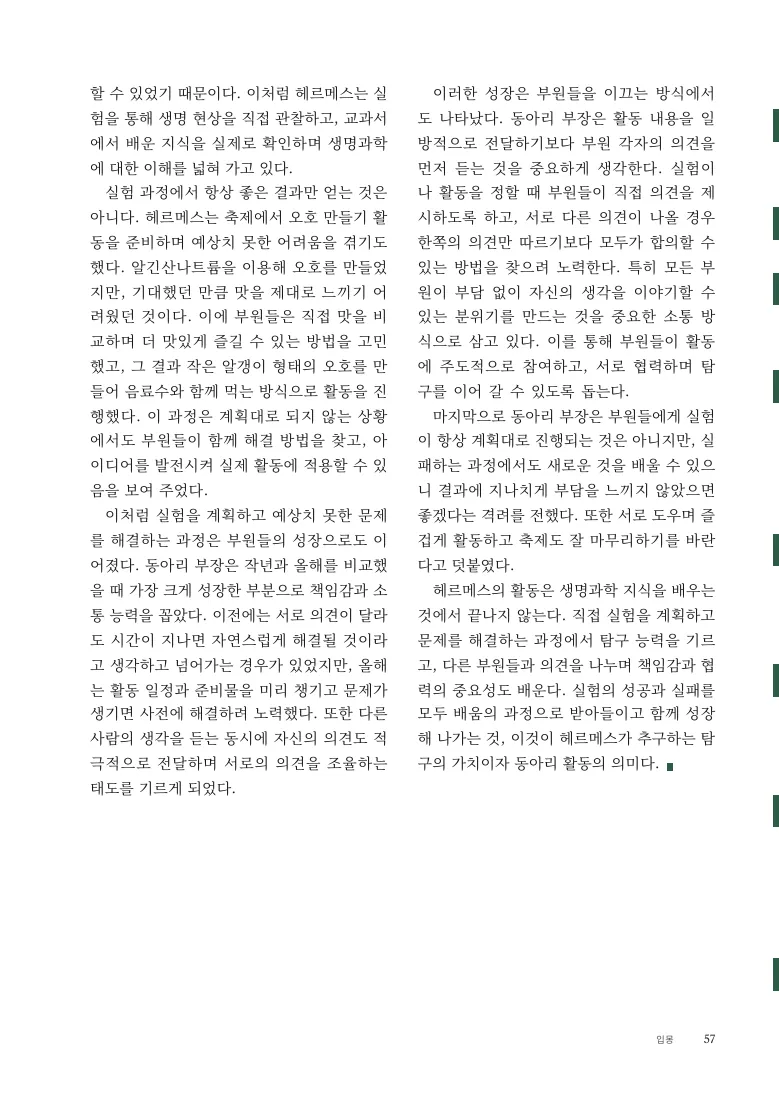 할 수 있었기 때문이다. 이처럼 헤르메스는 실
험을 통해 생명 현상을 직접 관찰하고, 교과서
에서 배운 지식을 실제로 확인하며 생명과학
에 대한 이해를 넓혀 가고 있다.
실험 과정에서 항상 좋은 결과만 얻는 것은
아니다. 헤르메스는 축제에서 오호 만들기 활
동을 준비하며 예상치 못한 어려움을 겪기도
했다. 알긴산나트륨을 이용해 오호를 만들었
지만, 기대했던 만큼 맛을 제대로 느끼기 어
려웠던 것이다. 이에 부원들은 직접 맛을 비
교하며 더 맛있게 즐길 수 있는 방법을 고민
했고, 그 결과 작은 알갱이 형태의 오호를 만
들어 음료수와 함께 먹는 방식으로 활동을 진
행했다. 이 과정은 계획대로 되지 않는 상황
에서도 부원들이 함께 해결 방법을 찾고, 아
이디어를 발전시켜 실제 활동에 적용할 수 있
음을 보여 주었다.
이처럼 실험을 계획하고 예상치 못한 문제
를 해결하는 과정은 부원들의 성장으로도 이
어졌다. 동아리 부장은 작년과 올해를 비교했
을 때 가장 크게 성장한 부분으로 책임감과 소
통 능력을 꼽았다. 이전에는 서로 의견이 달라
도 시간이 지나면 자연스럽게 해결될 것이라
고 생각하고 넘어가는 경우가 있었지만, 올해
는 활동 일정과 준비물을 미리 챙기고 문제가
생기면 사전에 해결하려 노력했다. 또한 다른
사람의 생각을 듣는 동시에 자신의 의견도 적
극적으로 전달하며 서로의 의견을 조율하는
태도를 기르게 되었다.
이러한 성장은 부원들을 이끄는 방식에서
도 나타났다. 동아리 부장은 활동 내용을 일
방적으로 전달하기보다 부원 각자의 의견을
먼저 듣는 것을 중요하게 생각한다. 실험이
나 활동을 정할 때 부원들이 직접 의견을 제
시하도록 하고, 서로 다른 의견이 나올 경우
한쪽의 의견만 따르기보다 모두가 합의할 수
있는 방법을 찾으려 노력한다. 특히 모든 부
원이 부담 없이 자신의 생각을 이야기할 수
있는 분위기를 만드는 것을 중요한 소통 방
식으로 삼고 있다. 이를 통해 부원들이 활동
에 주도적으로 참여하고, 서로 협력하며 탐
구를 이어 갈 수 있도록 돕는다.
마지막으로 동아리 부장은 부원들에게 실험
이 항상 계획대로 진행되는 것은 아니지만, 실
패하는 과정에서도 새로운 것을 배울 수 있으
니 결과에 지나치게 부담을 느끼지 않았으면
좋겠다는 격려를 전했다. 또한 서로 도우며 즐
겁게 활동하고 축제도 잘 마무리하기를 바란
다고 덧붙였다.
헤르메스의 활동은 생명과학 지식을 배우는
것에서 끝나지 않는다. 직접 실험을 계획하고
문제를 해결하는 과정에서 탐구 능력을 기르
고, 다른 부원들과 의견을 나누며 책임감과 협
력의 중요성도 배운다. 실험의 성공과 실패를
모두 배움의 과정으로 받아들이고 함께 성장
해 나가는 것, 이것이 헤르메스가 추구하는 탐
구의 가치이자 동아리 활동의 의미다.
입몽 57